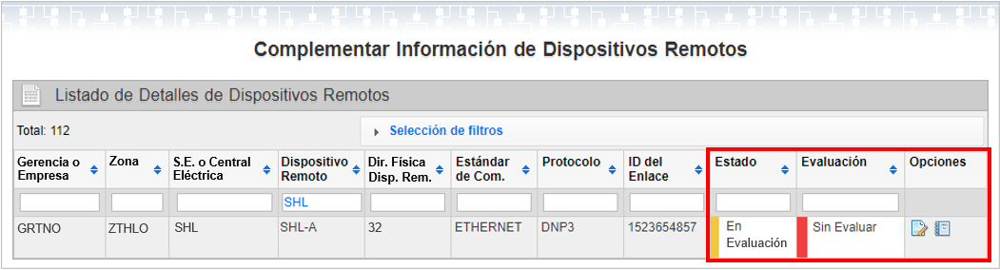 Complementar Información de Dispositivos Remotos
Listado de Detalles de Dispositivos Remotos
Total: 112
Selección de filtros
Gerencia o Empresa
Zona
S.E. o Central Eléctrica
Dispositivo Remoto
Dir. Física Disp. Rem.
Estándar de Com.
Protocolo
ID del Enlace
Estado
Evaluación
Opciones
SHL
GRTNO
ZTHLO
SHL
SHL-A
32
ETHERNET
DNP3
1523654857
En Evaluación
Sin Evaluar